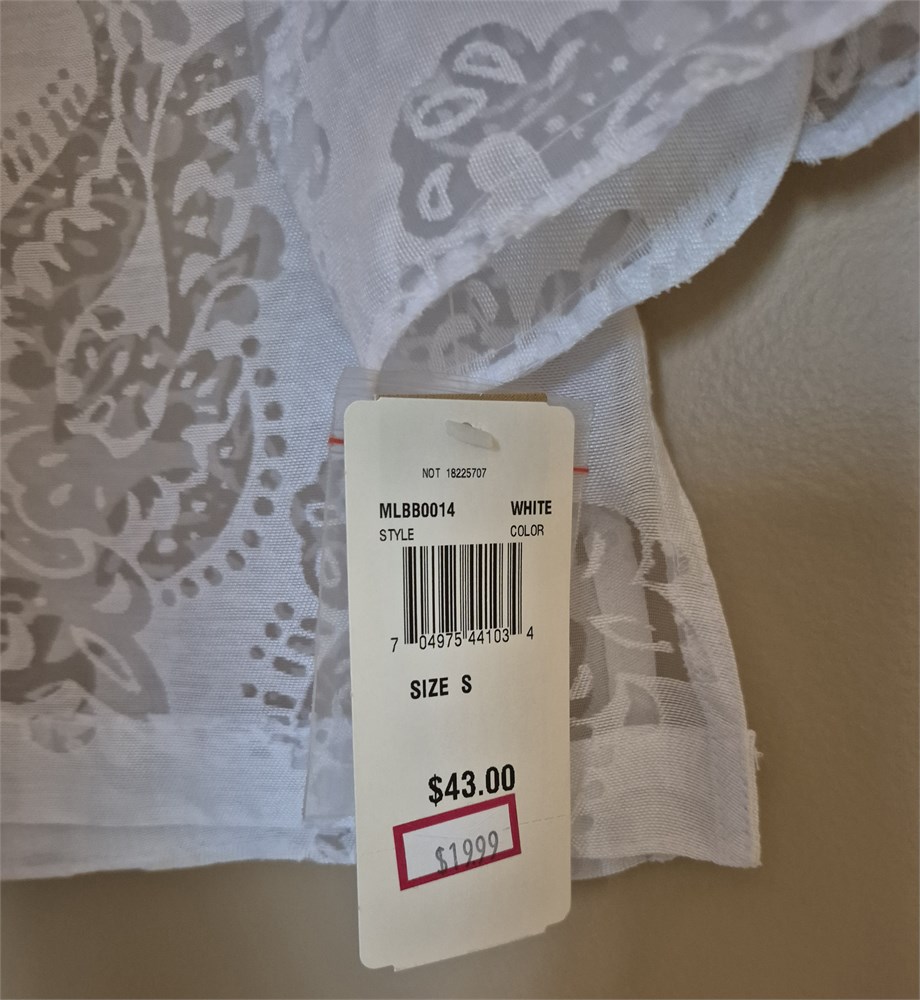 NOT 18225707
MLBB0014 WHITE
STYLE COLOR
7 04975 44103 4
SIZE S
$43.00
$1999